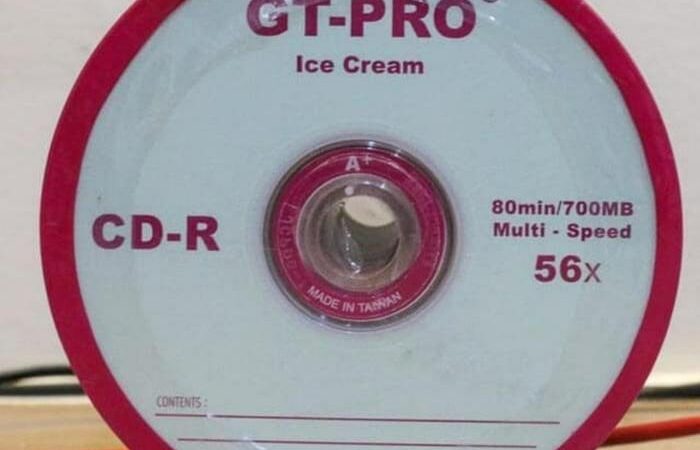 GT-PRO
Ice Cream
A+
CD-R
80min/700MB
Multi - Speed
56x
MADE IN TAIWAN
CONTENTS :